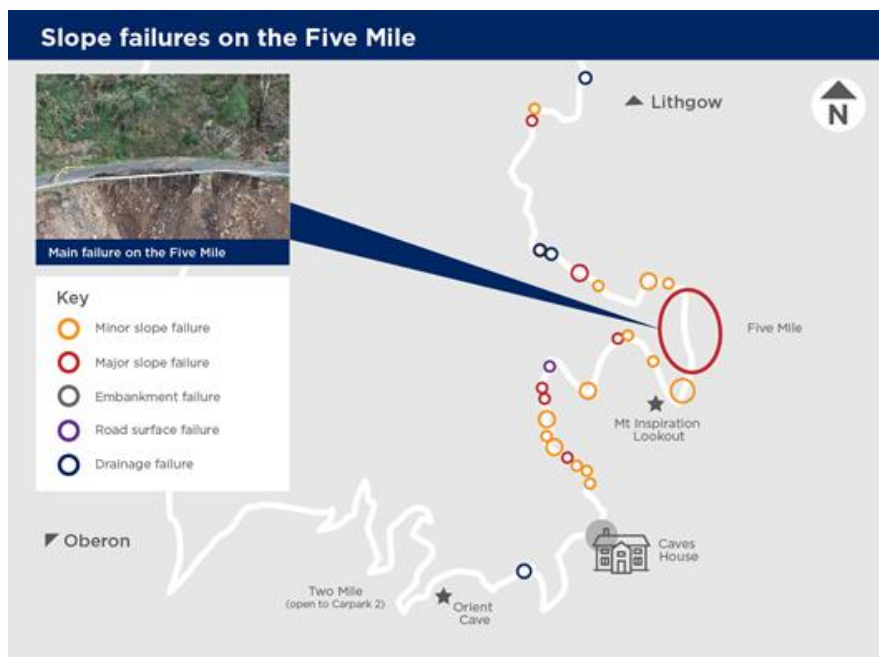 Slope failures on the Five Mile
Lithgow
N
Main failure on the Five Mile
Key
Minor slope failure
Major slope failure
Embankment failure
Road surface failure
Drainage failure
Five Mile
Mt Inspiration
Lookout
Oberon
Caves
House
Two Mile
(open to Carpark 2)
Orient
Cave